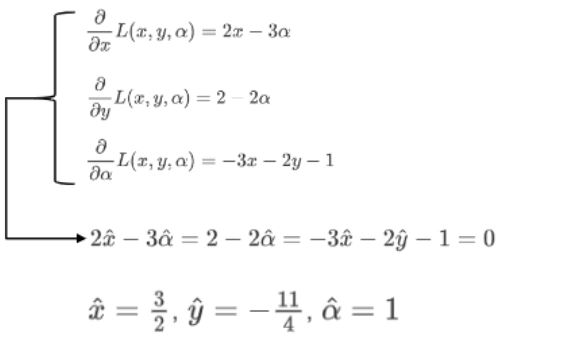 ∂/∂x L(x, y, α) = 2x − 3α
∂/∂y L(x, y, α) = 2 − 2α
∂/∂α L(x, y, α) = −3x − 2y − 1
2x̂ − 3α̂ = 2 − 2α̂ = −3x̂ − 2ŷ − 1 = 0
x̂ = 3/2, ŷ = −11/4, α̂ = 1